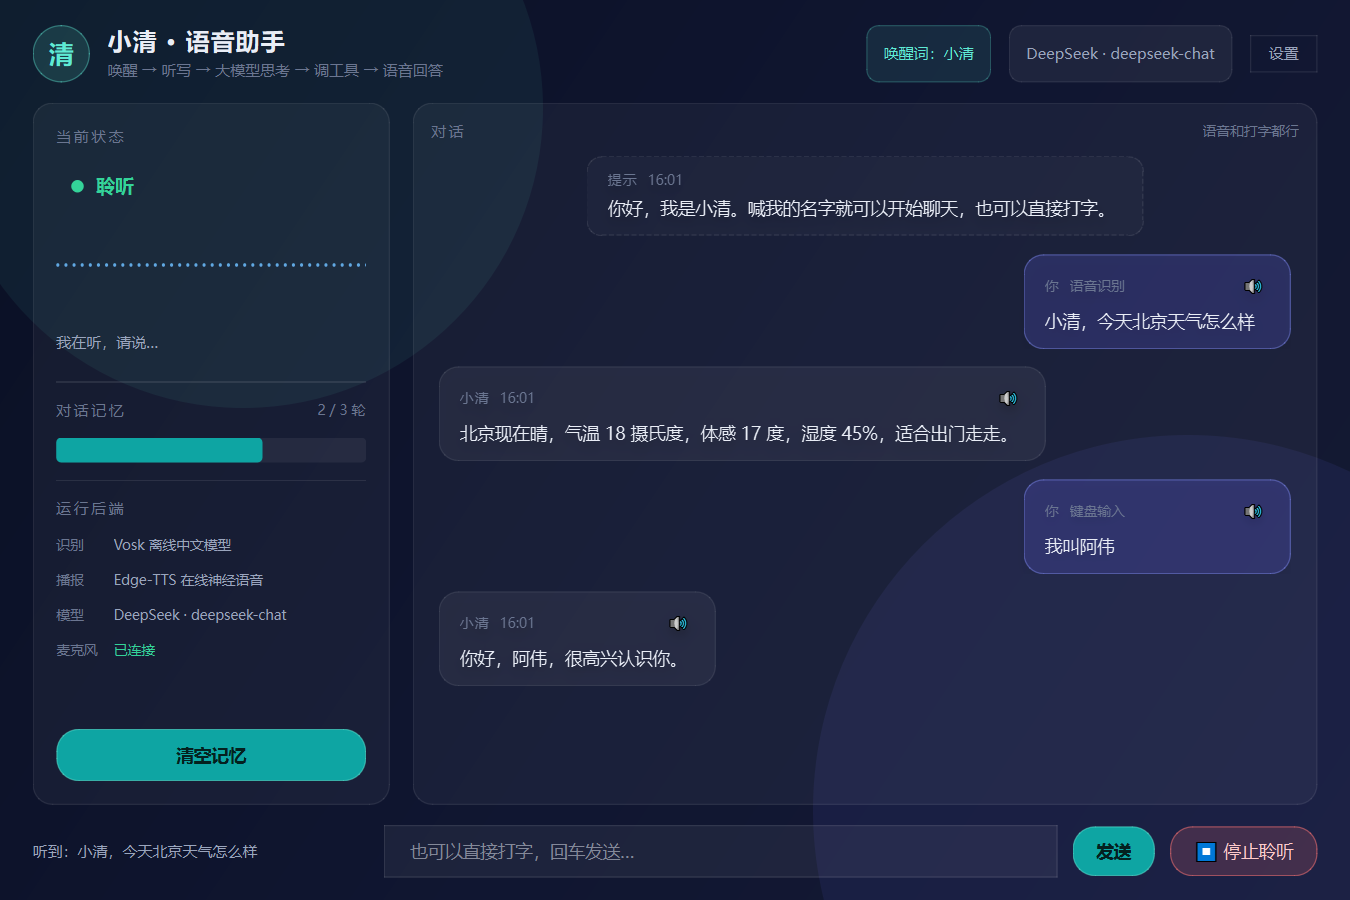 清
小清 · 语音助手
唤醒 → 听写 → 大模型思考 → 调工具 → 语音回答
唤醒词：小清
DeepSeek · deepseek-chat
设置
当前状态
聆听
我在听，请说...
对话记忆
2 / 3 轮
运行后端
识别 Vosk 离线中文模型
播报 Edge-TTS 在线神经语音
模型 DeepSeek · deepseek-chat
麦克风 已连接
清空记忆
对话
语音和打字都行
提示 16:01
你好，我是小清。喊我的名字就可以开始聊天，也可以直接打字。
你 语音识别
小清，今天北京天气怎么样
小清 16:01
北京现在晴，气温 18 摄氏度，体感 17 度，湿度 45%，适合出门走走。
你 键盘输入
我叫阿伟
小清 16:01
你好，阿伟，很高兴认识你。
听到：小清，今天北京天气怎么样
也可以直接打字，回车发送...
发送
停止聆听